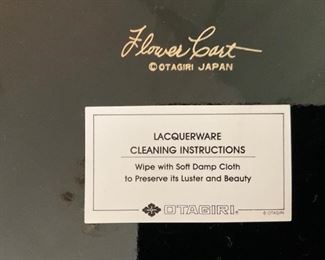 Flower Cart
©OTAGIRI JAPAN
LACQUERWARE
CLEANING INSTRUCTIONS
Wipe with Soft Damp Cloth
to Preserve its Luster and Beauty
OTAGIRI®
© OTAGIRI